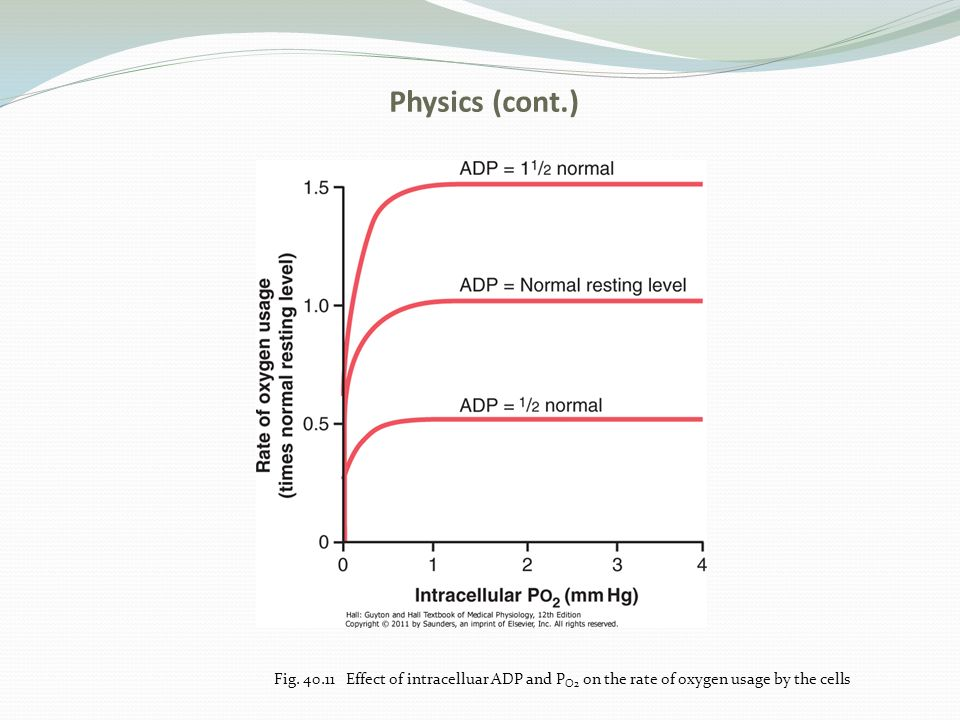 Physics (cont.)
ADP = 1 1/2 normal
1.5
ADP = Normal resting level
1.0
ADP = 1/2 normal
0.5
0
Rate of oxygen usage
(times normal resting level)
0 1 2 3 4
Intracellular PO2 (mm Hg)
Hall: Guyton and Hall Textbook of Medical Physiology, 12th Edition
Copyright © 2011 by Saunders, an imprint of Elsevier, Inc. All rights reserved.
Fig. 40.11 Effect of intracelluar ADP and PO2 on the rate of oxygen usage by the cells